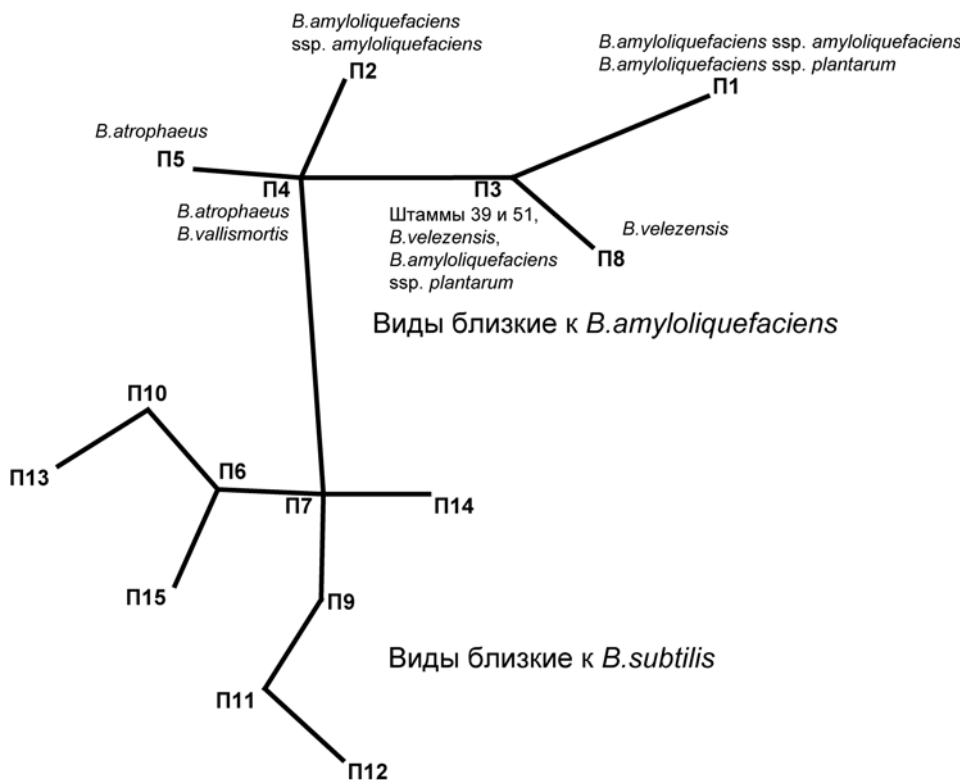 B.amyloliquefaciens
ssp. amyloliquefaciens
П2
B.amyloliquefaciens ssp. amyloliquefaciens
B.amyloliquefaciens ssp. plantarum
П1
B.atrophaeus
П5
П4
П3
B.atrophaeus
B.vallismortis
Штаммы 39 и 51,
B.velezensis,
B.amyloliquefaciens
ssp. plantarum
B.velezensis
П8
Виды близкие к B.amyloliquefaciens
П10
П13
П6
П7
П14
П15
П9
Виды близкие к B.subtilis
П11
П12